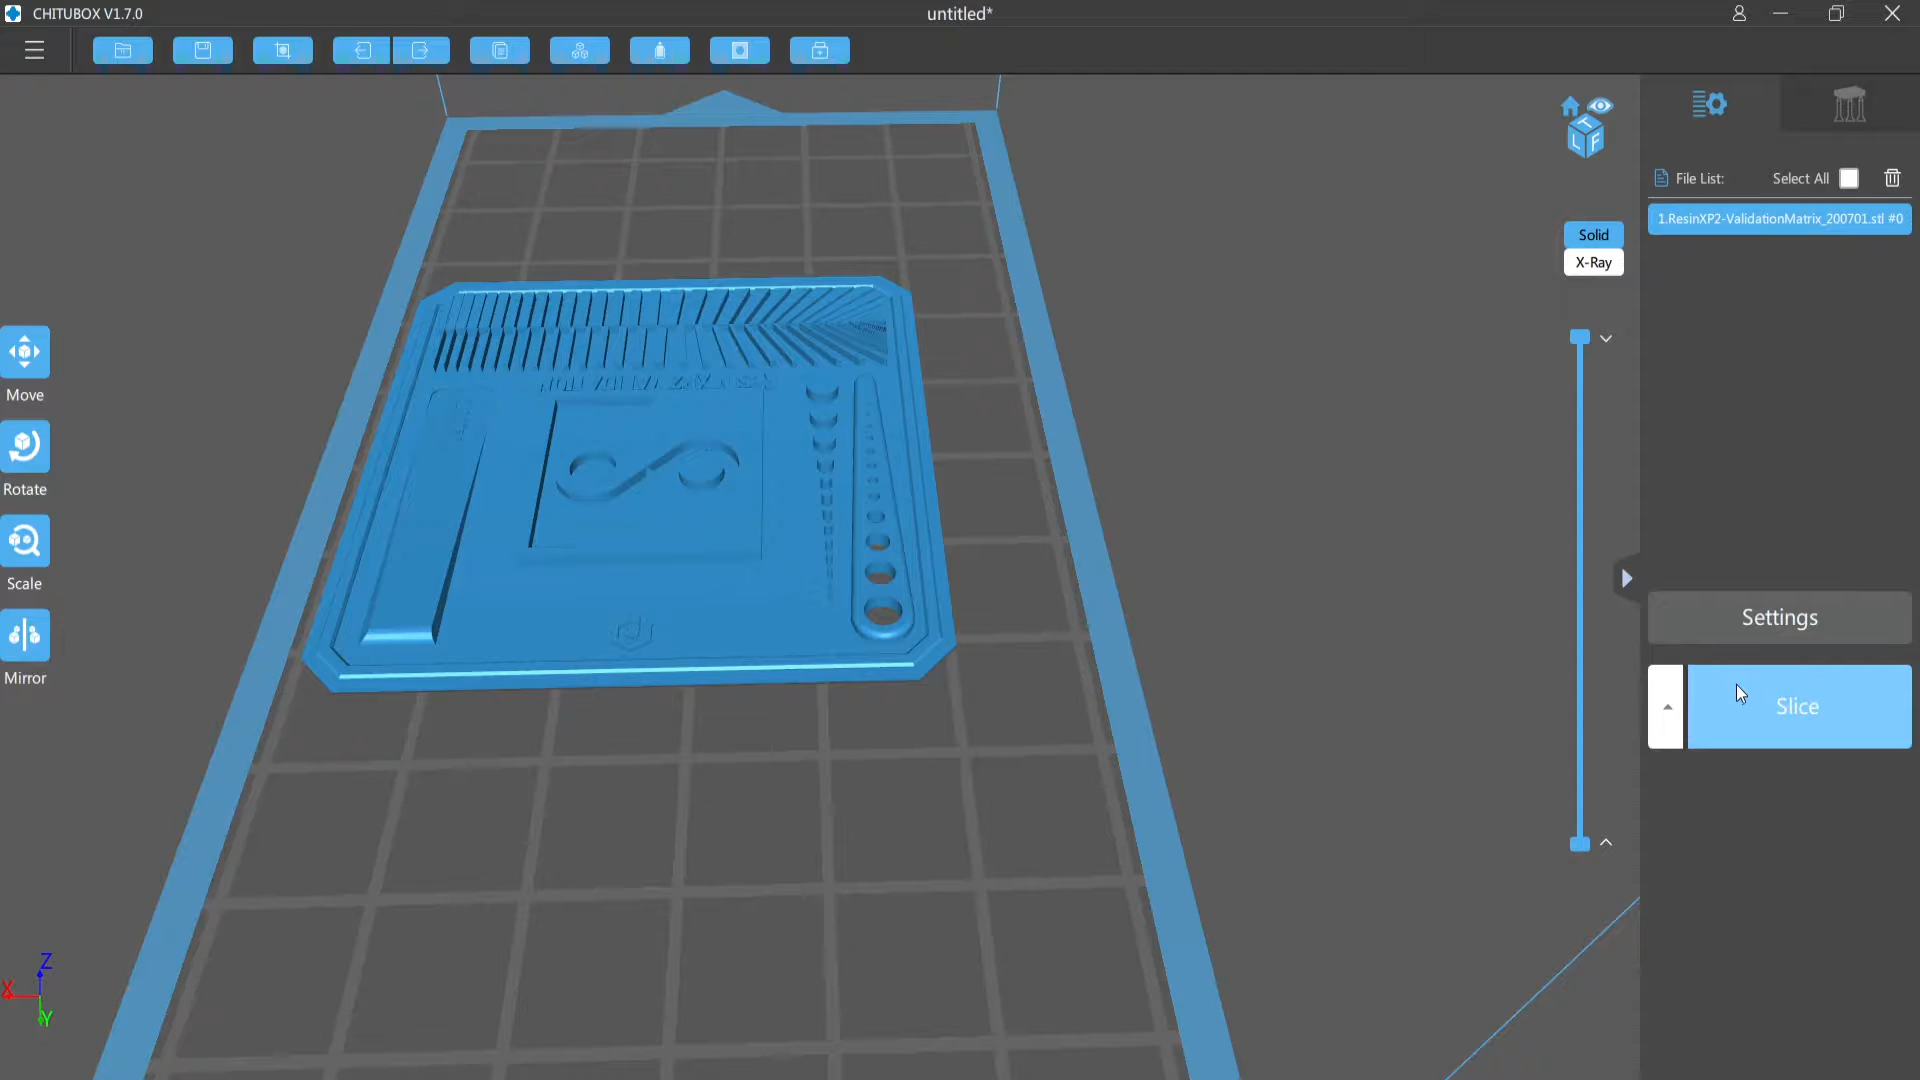 CHITUBOX V1.7.0
untitled*
File List:
Select All
1.ResinXP2-ValidationMatrix_200701.stl #0
T
L F
Solid
X-Ray
Move
Rotate
Scale
Mirror
Settings
Slice
Z
X
Y